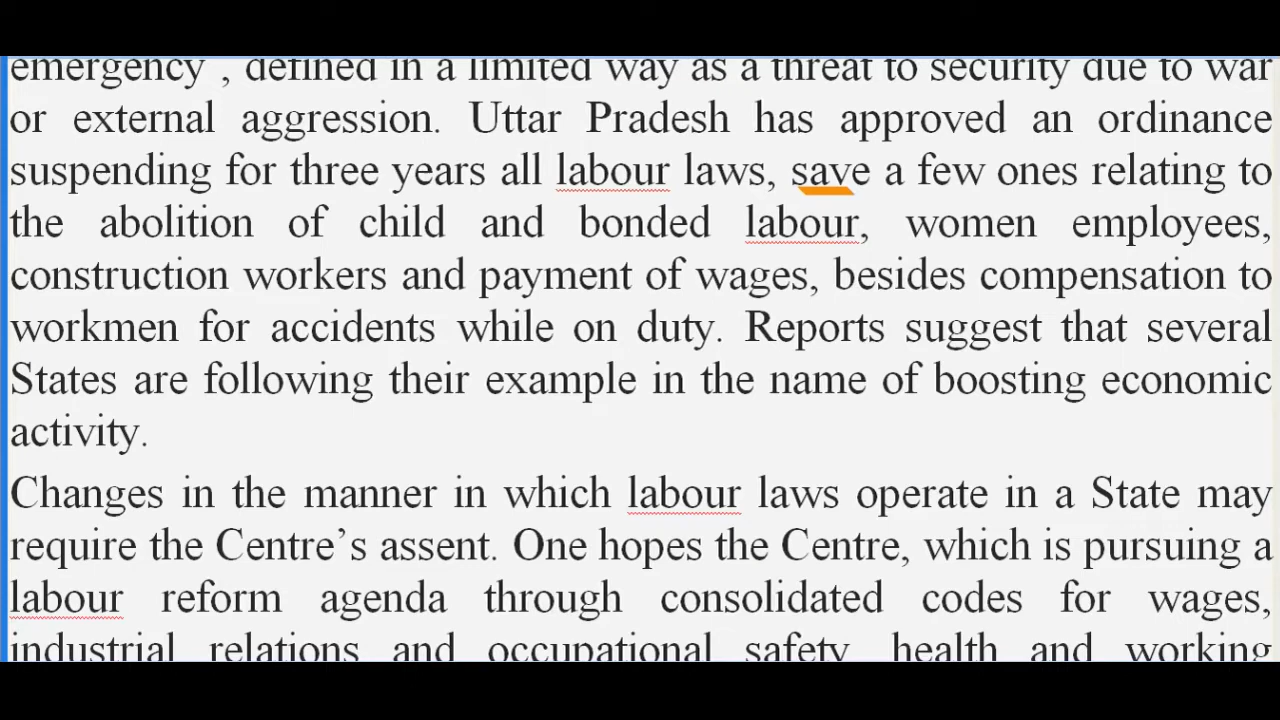 emergency', defined in a limited way as a threat to security due to war
or external aggression. Uttar Pradesh has approved an ordinance
suspending for three years all labour laws, save a few ones relating to
the abolition of child and bonded labour, women employees,
construction workers and payment of wages, besides compensation to
workmen for accidents while on duty. Reports suggest that several
States are following their example in the name of boosting economic
activity.
Changes in the manner in which labour laws operate in a State may
require the Centre’s assent. One hopes the Centre, which is pursuing a
labour reform agenda through consolidated codes for wages,
industrial relations and occupational safety, health and working